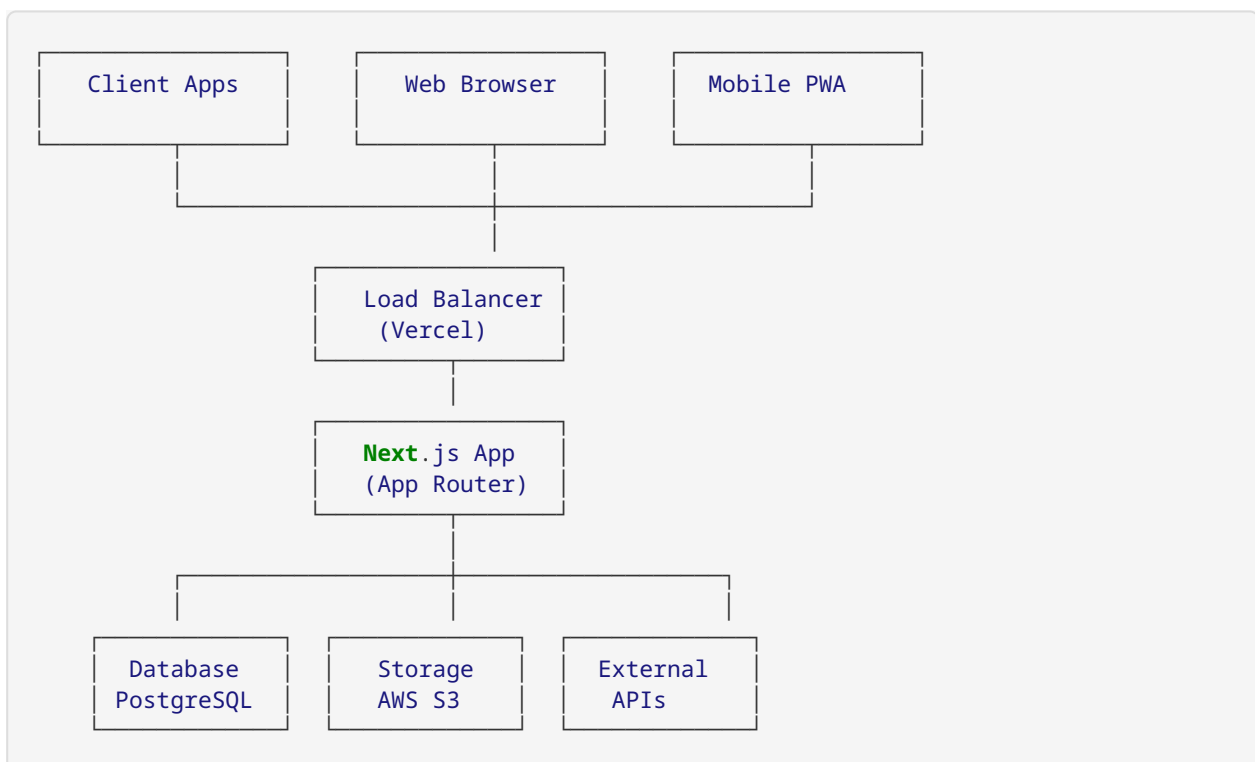 Client Apps Web Browser Mobile PWA
Load Balancer
(Vercel)
Next.js App
(App Router)
Database Storage External
PostgreSQL AWS S3 APIs